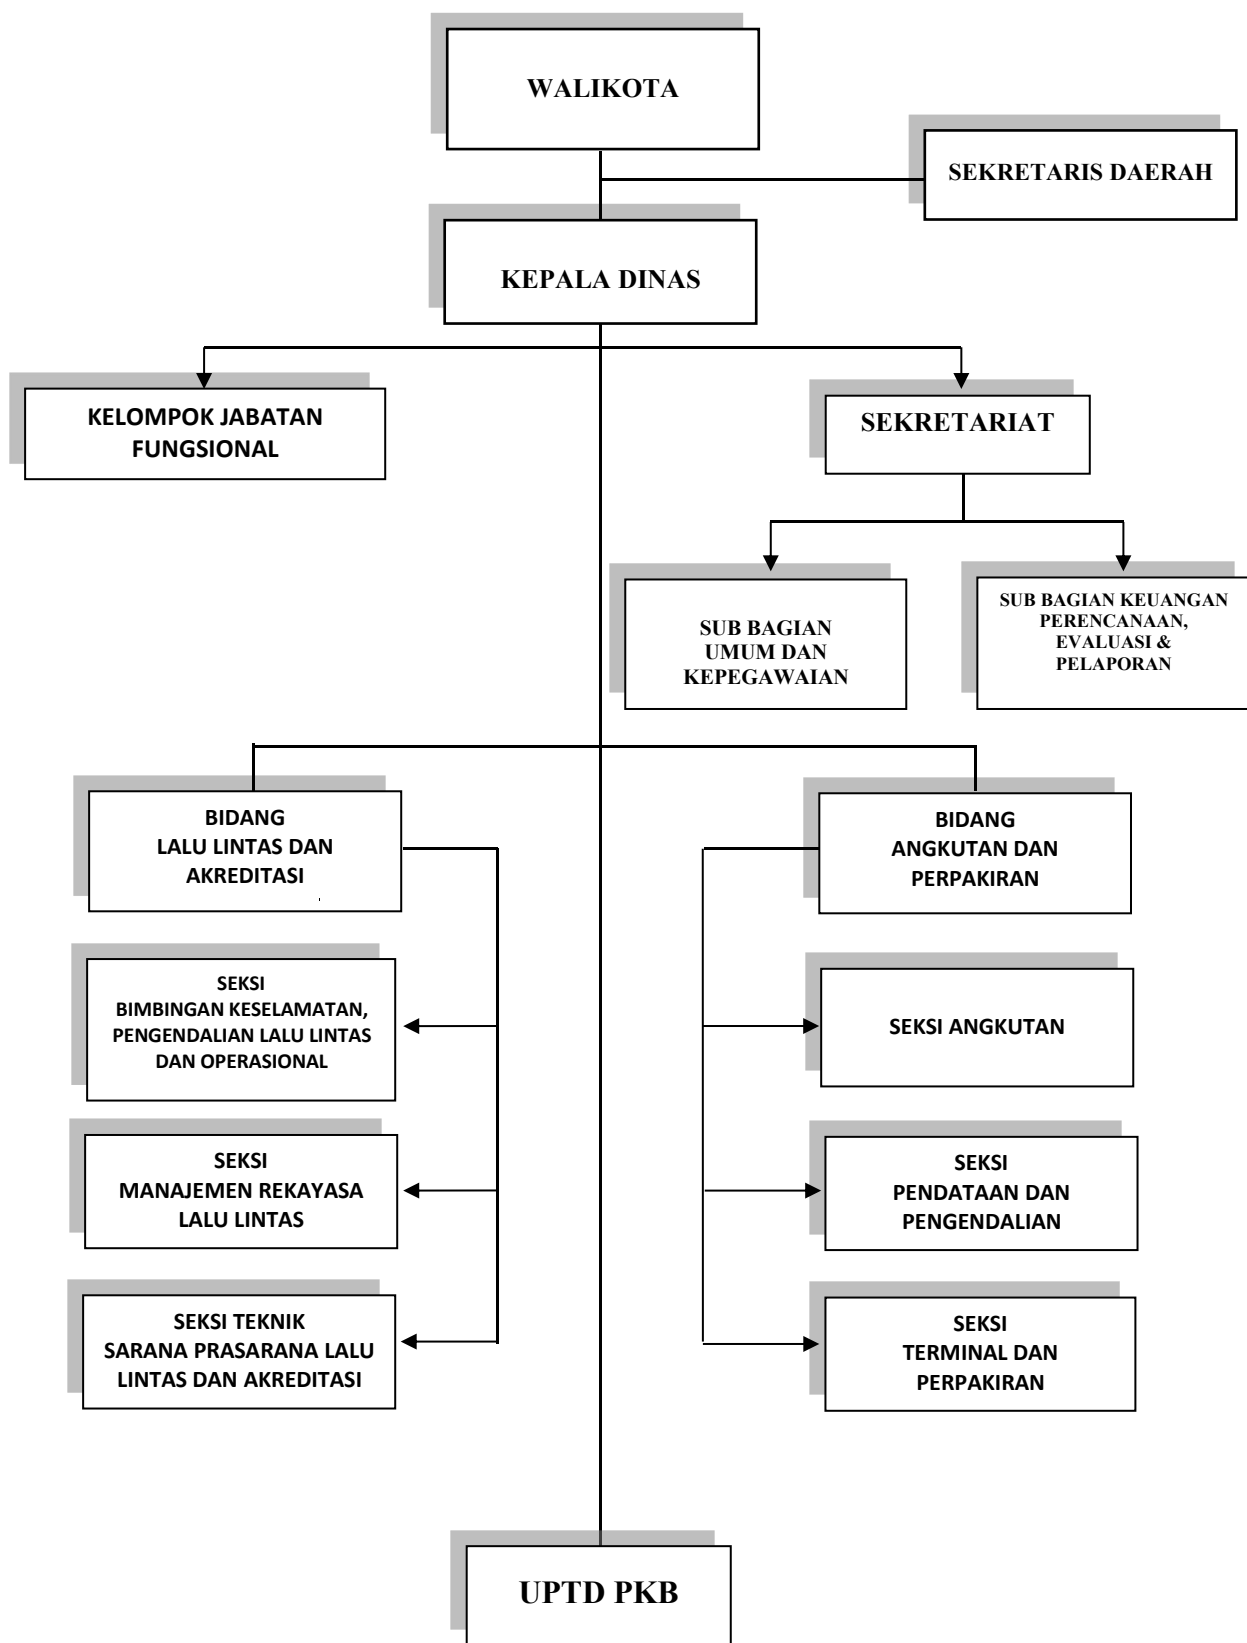 WALIKOTA
SEKRETARIS DAERAH
KEPALA DINAS
KELOMPOK JABATAN
FUNGSIONAL
SEKRETARIAT
SUB BAGIAN
UMUM DAN
KEPEGAWAIAN
SUB BAGIAN KEUANGAN
PERENCANAAN,
EVALUASI &
PELAPORAN
BIDANG
LALU LINTAS DAN
AKREDITASI
BIDANG
ANGKUTAN DAN
PERPAKIRAN
SEKSI
BIMBINGAN KESELAMATAN,
PENGENDALIAN LALU LINTAS
DAN OPERASIONAL
SEKSI ANGKUTAN
SEKSI
MANAJEMEN REKAYASA
LALU LINTAS
SEKSI
PENDATAAN DAN
PENGENDALIAN
SEKSI TEKNIK
SARANA PRASARANA LALU
LINTAS DAN AKREDITASI
SEKSI
TERMINAL DAN
PERPAKIRAN
UPTD PKB